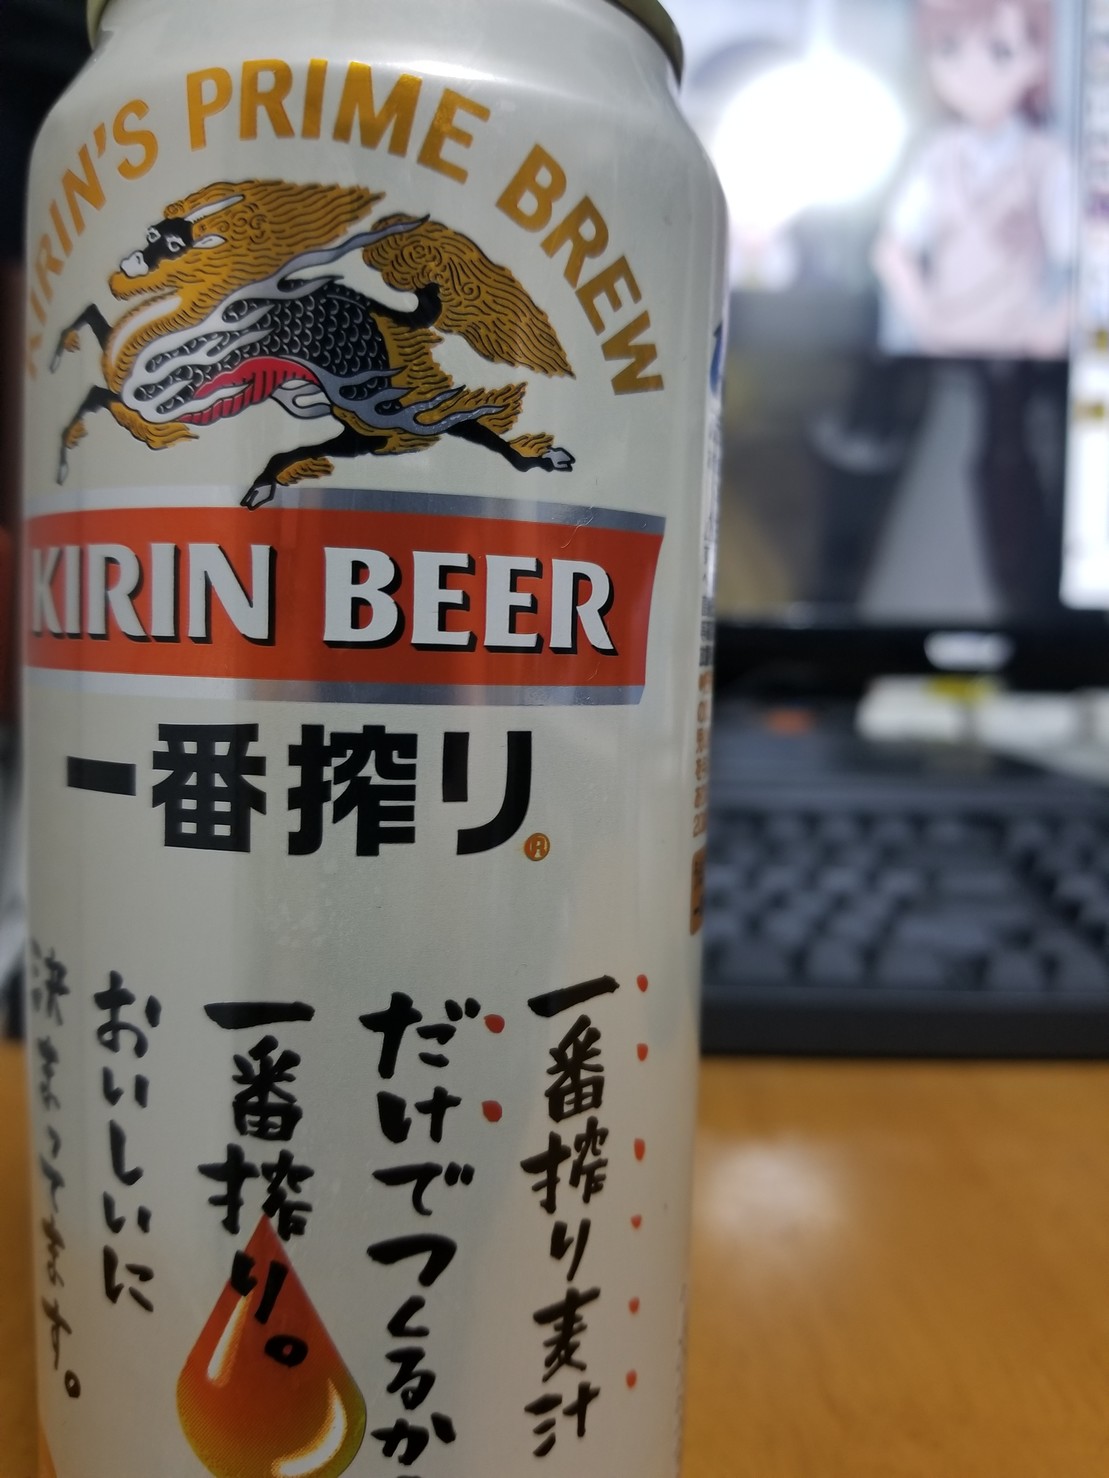 KIRIN'S PRIME BREW
KIRIN BEER
一番搾り®
一番搾り麦汁
だけでつくるか
一番搾り。
おいしいに
決まってます。